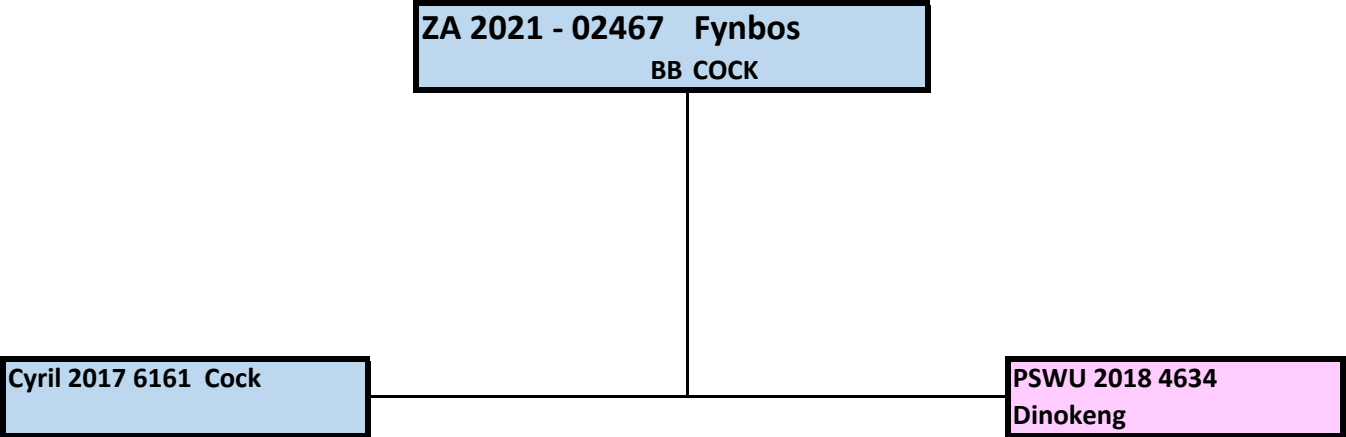 ZA 2021 - 02467 Fynbos
BB COCK
Cyril 2017 6161 Cock
PSWU 2018 4634
Dinokeng